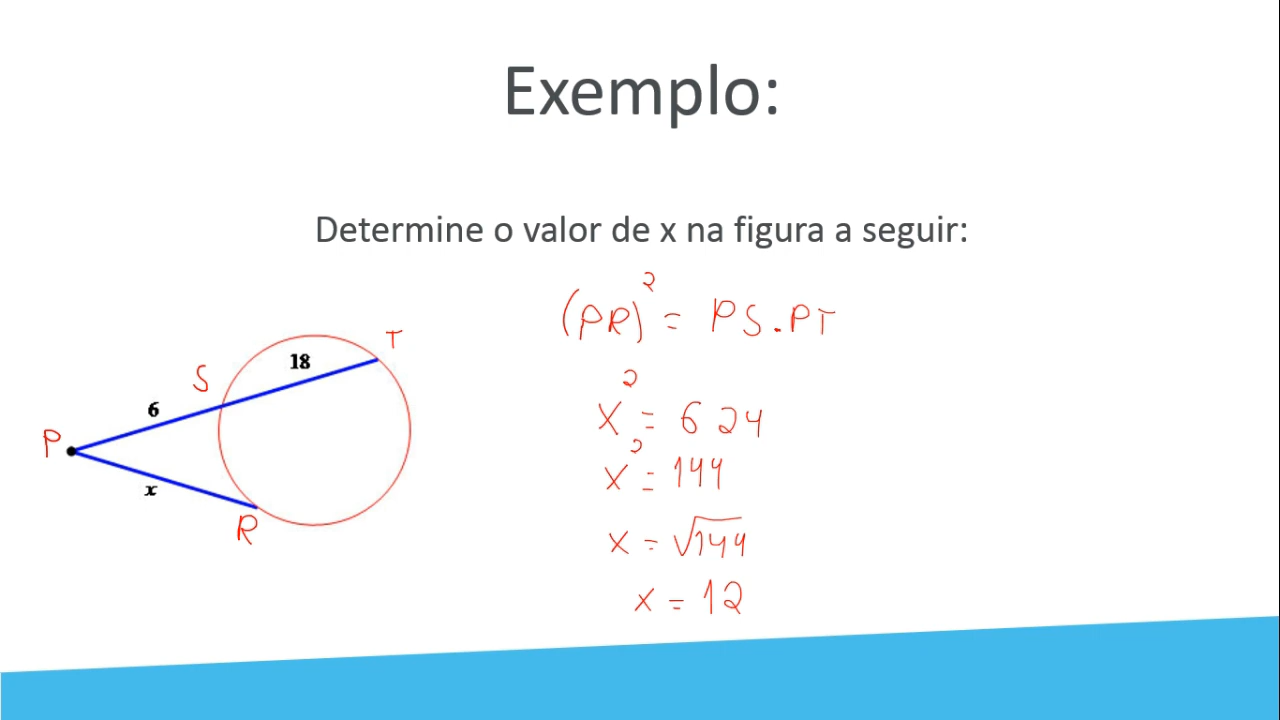 Exemplo:
Determine o valor de x na figura a seguir:
(PR)² = PS.PT
T
18
S
x² = 6 24
6
P
x² = 144
x
R
x = √144
x = 12